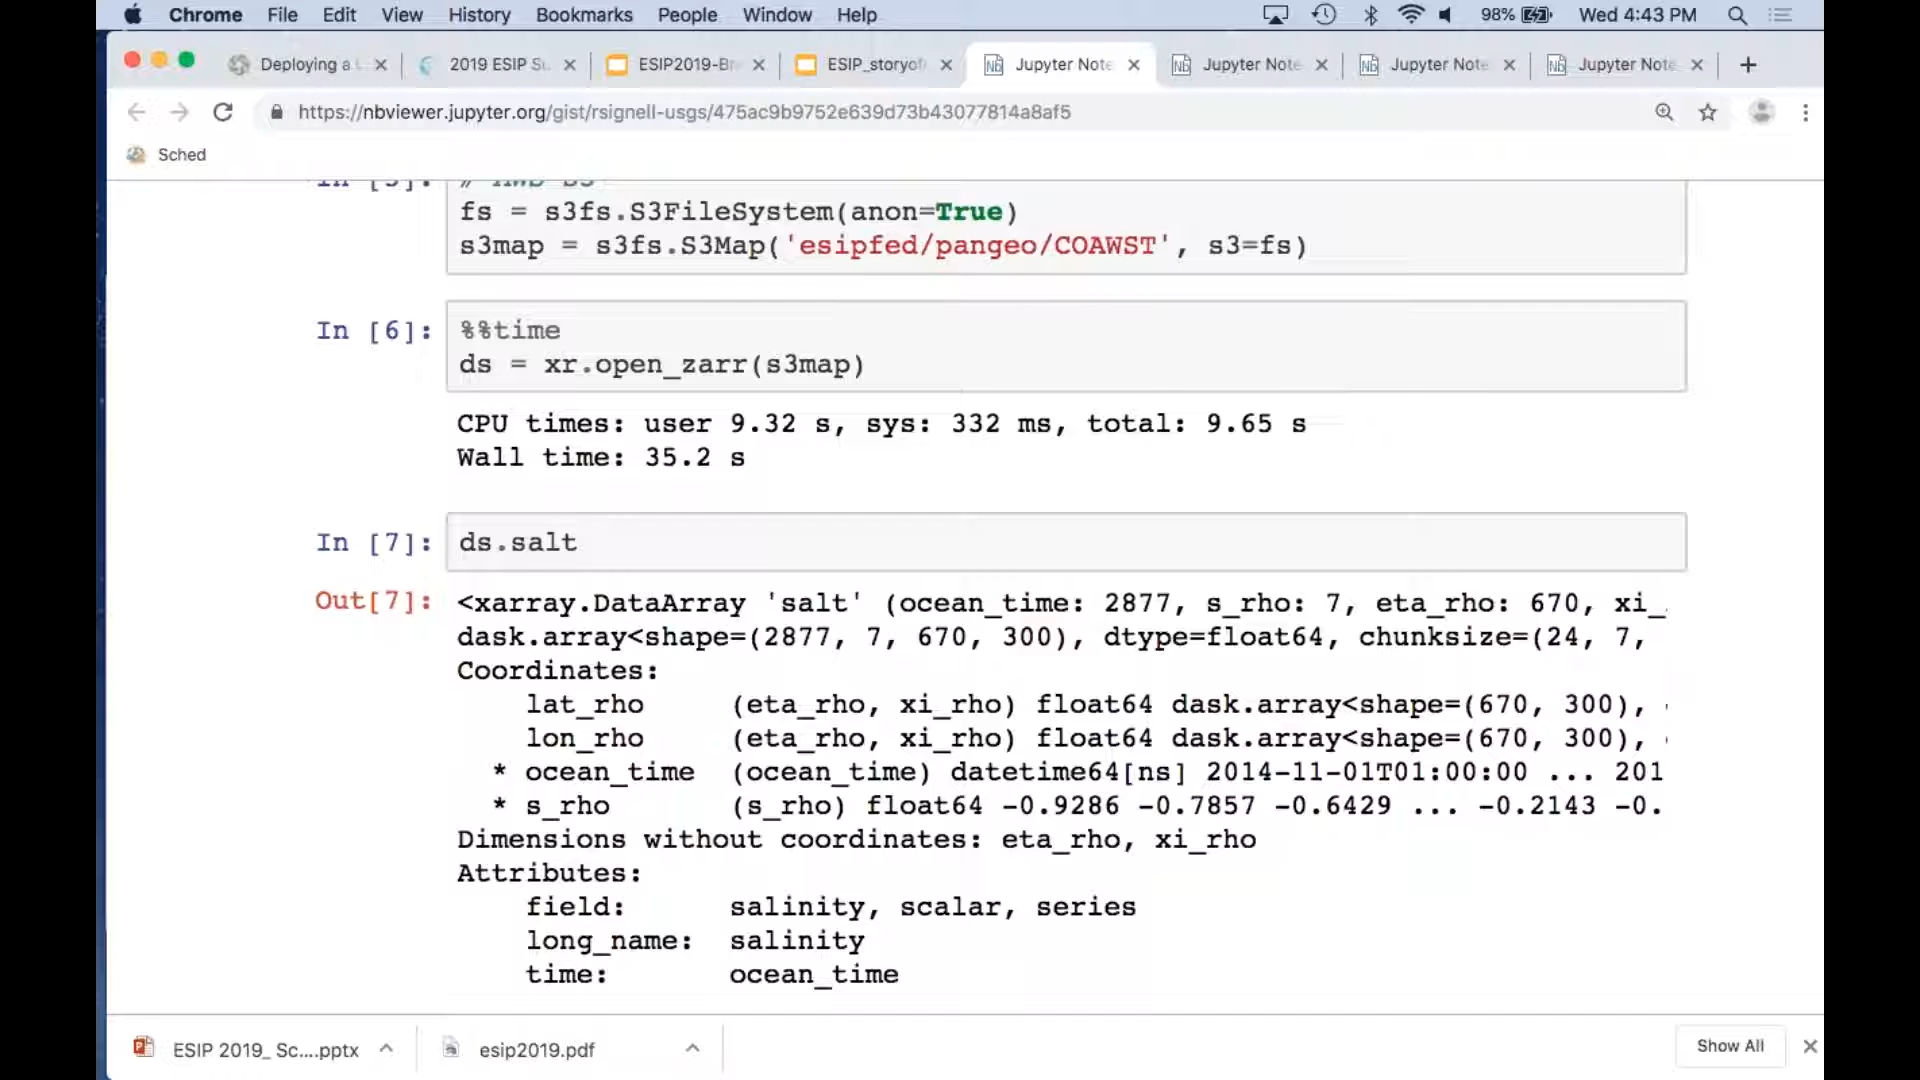 Chrome File Edit View History Bookmarks People Window Help 98% Wed 4:43 PM
Deploying a 2019 ESIP Su ESIP2019-Br ESIP_storyof Jupyter Note Jupyter Note Jupyter Note Jupyter Note
https://nbviewer.jupyter.org/gist/rsignell-usgs/475ac9b9752e639d73b43077814a8af5
Sched
In [5]: # AWS S3
fs = s3fs.S3FileSystem(anon=True)
s3map = s3fs.S3Map('esipfed/pangeo/COAWST', s3=fs)
In [6]: %%time
ds = xr.open_zarr(s3map)
CPU times: user 9.32 s, sys: 332 ms, total: 9.65 s
Wall time: 35.2 s
In [7]: ds.salt
Out[7]: <xarray.DataArray 'salt' (ocean_time: 2877, s_rho: 7, eta_rho: 670, xi_
dask.array<shape=(2877, 7, 670, 300), dtype=float64, chunksize=(24, 7,
Coordinates:
lat_rho (eta_rho, xi_rho) float64 dask.array<shape=(670, 300),
lon_rho (eta_rho, xi_rho) float64 dask.array<shape=(670, 300),
* ocean_time (ocean_time) datetime64[ns] 2014-11-01T01:00:00 ... 201
* s_rho (s_rho) float64 -0.9286 -0.7857 -0.6429 ... -0.2143 -0.
Dimensions without coordinates: eta_rho, xi_rho
Attributes:
field: salinity, scalar, series
long_name: salinity
time: ocean_time
ESIP 2019_ Sc....pptx esip2019.pdf Show All